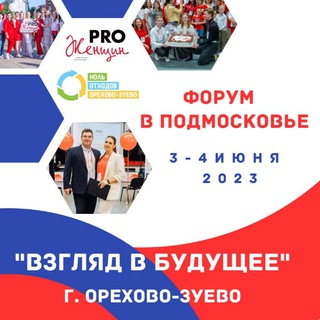 PRO
Женщин
НОЛЬ
ОТХОДОВ
ОРЕХОВО-ЗУЕВО
ФОРУМ
В ПОДМОСКОВЬЕ
3 - 4 ИЮНЯ
2023
"ВЗГЛЯД В БУДУЩЕЕ"
Г. ОРЕХОВО-ЗУЕВО